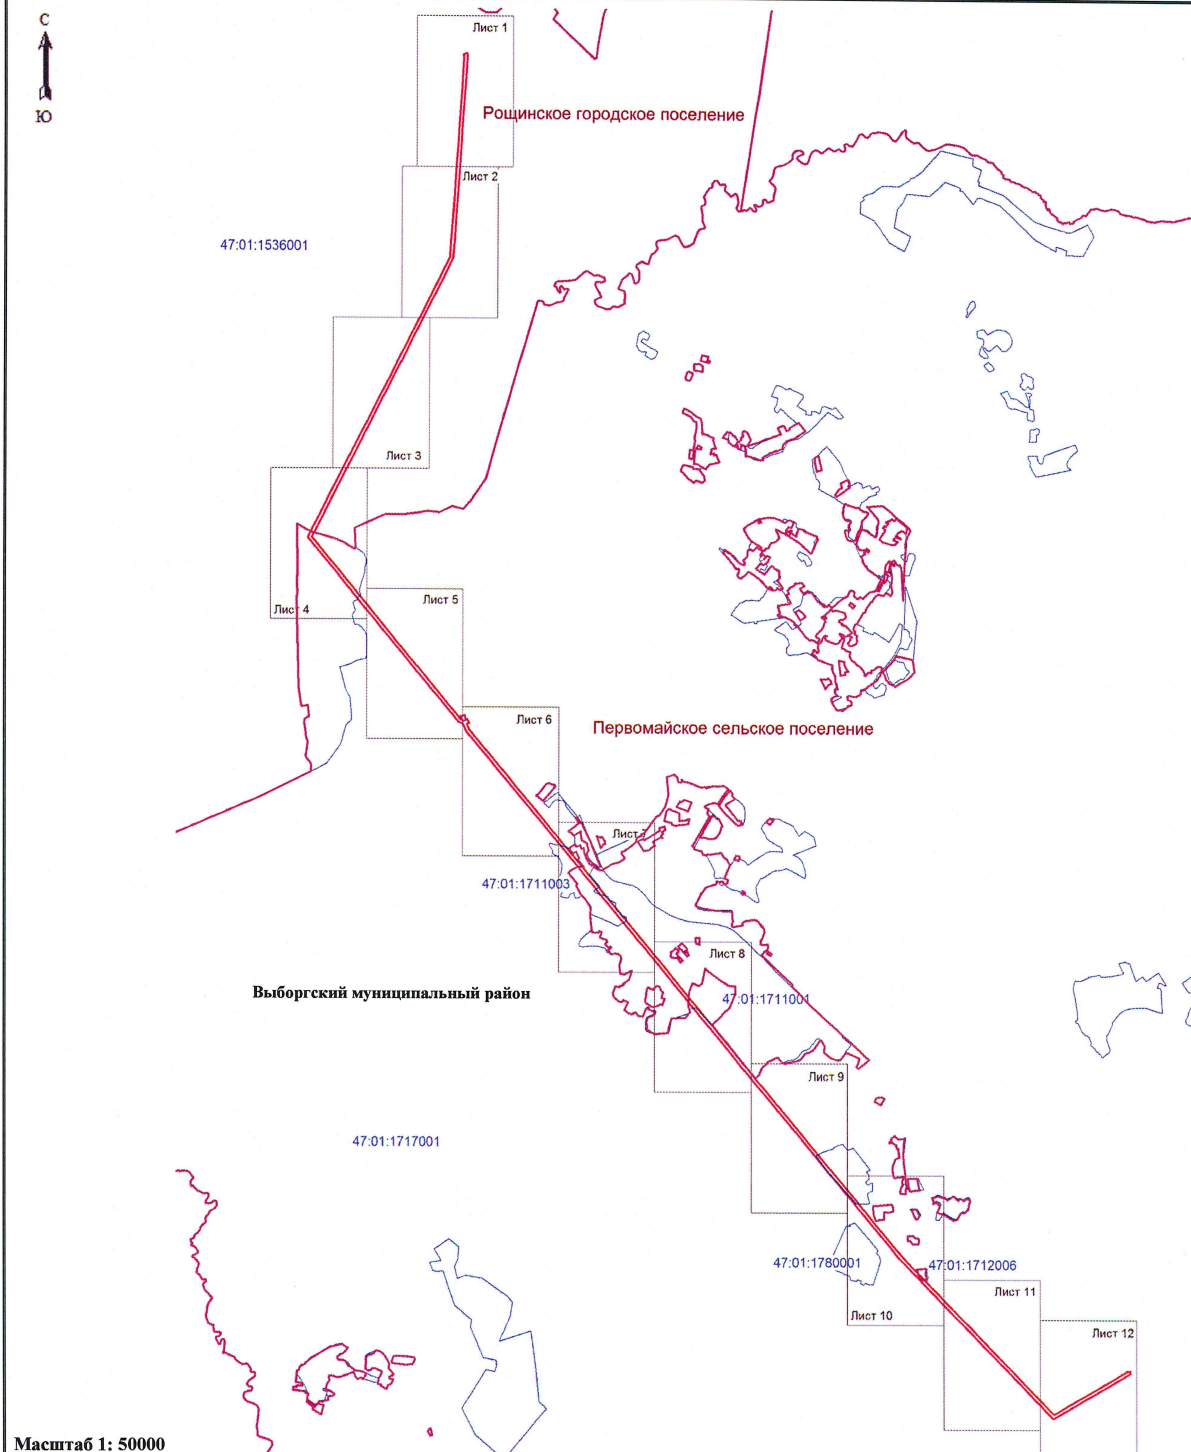 С
Ю
Лист 1
Рощинское городское поселение
Лист 2
47:01:1536001
Лист 3
Лист 4
Лист 5
Лист 6
Первомайское сельское поселение
Лист 7
47:01:1711003
Лист 8
Выборгский муниципальный район
47:01:1711001
Лист 9
47:01:1717001
47:01:1780001
47:01:1712006
Лист 11
Лист 10
Лист 12
Масштаб 1: 50000